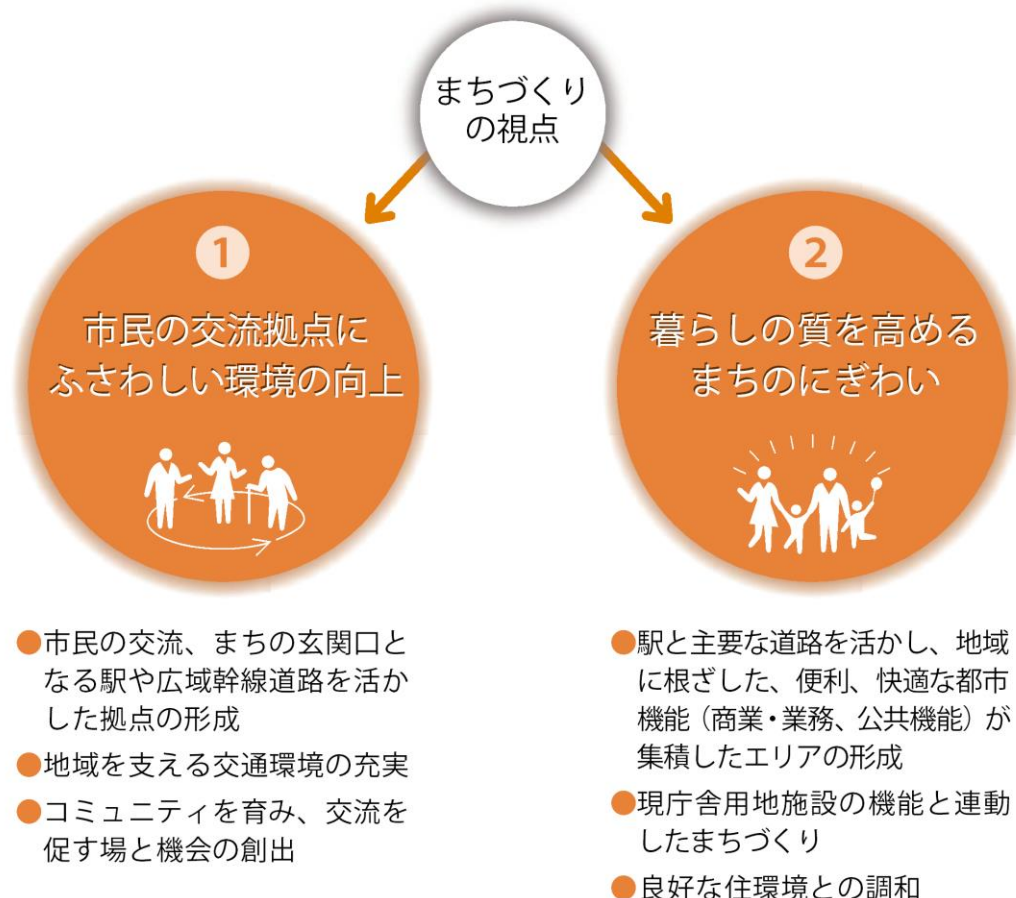 まちづくり
の視点
1
市民の交流拠点に
ふさわしい環境の向上
●市民の交流、まちの玄関口と
なる駅や広域幹線道路を活か
した拠点の形成
●地域を支える交通環境の充実
●コミュニティを育み、交流を
促す場と機会の創出
2
暮らしの質を高める
まちのにぎわい
●駅と主要な道路を活かし、地域
に根ざした、便利、快適な都市
機能（商業・業務、公共機能）が
集積したエリアの形成
●現庁舎用地施設の機能と連動
したまちづくり
●良好な住環境との調和